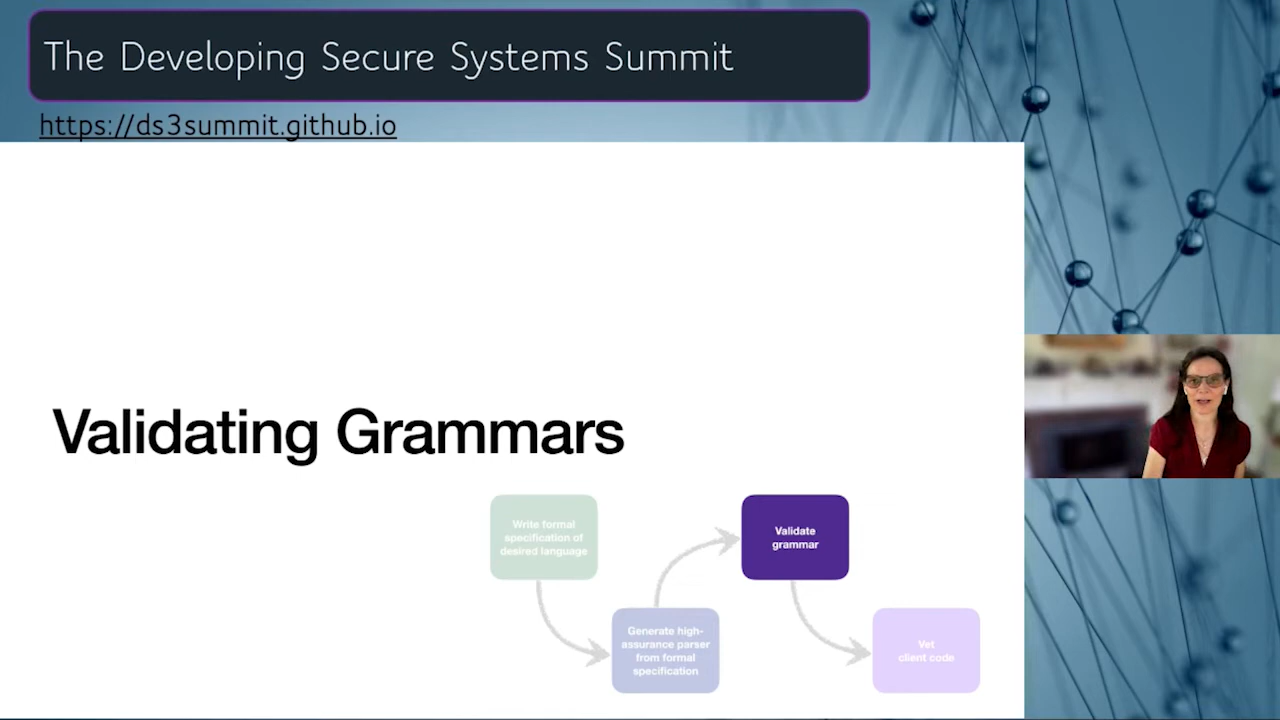 The Developing Secure Systems Summit
https://ds3summit.github.io
Validating Grammars
Write formal
specification of
desired language
Generate high-
assurance parser
from formal
specification
Validate
grammar
Vet
client code